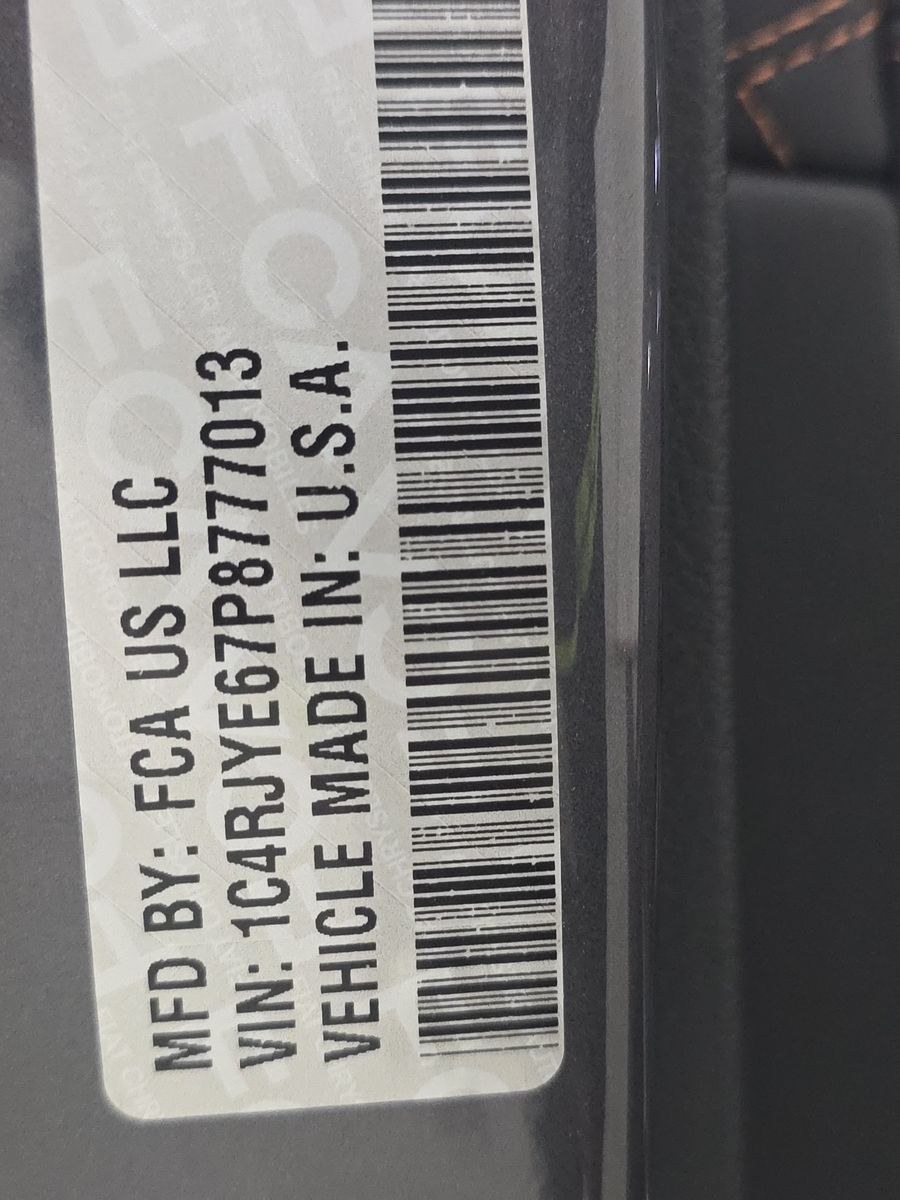 MFD BY: FCA US LLC
VIN: 1C4RJYE67P8777013
VEHICLE MADE IN: U.S.A.